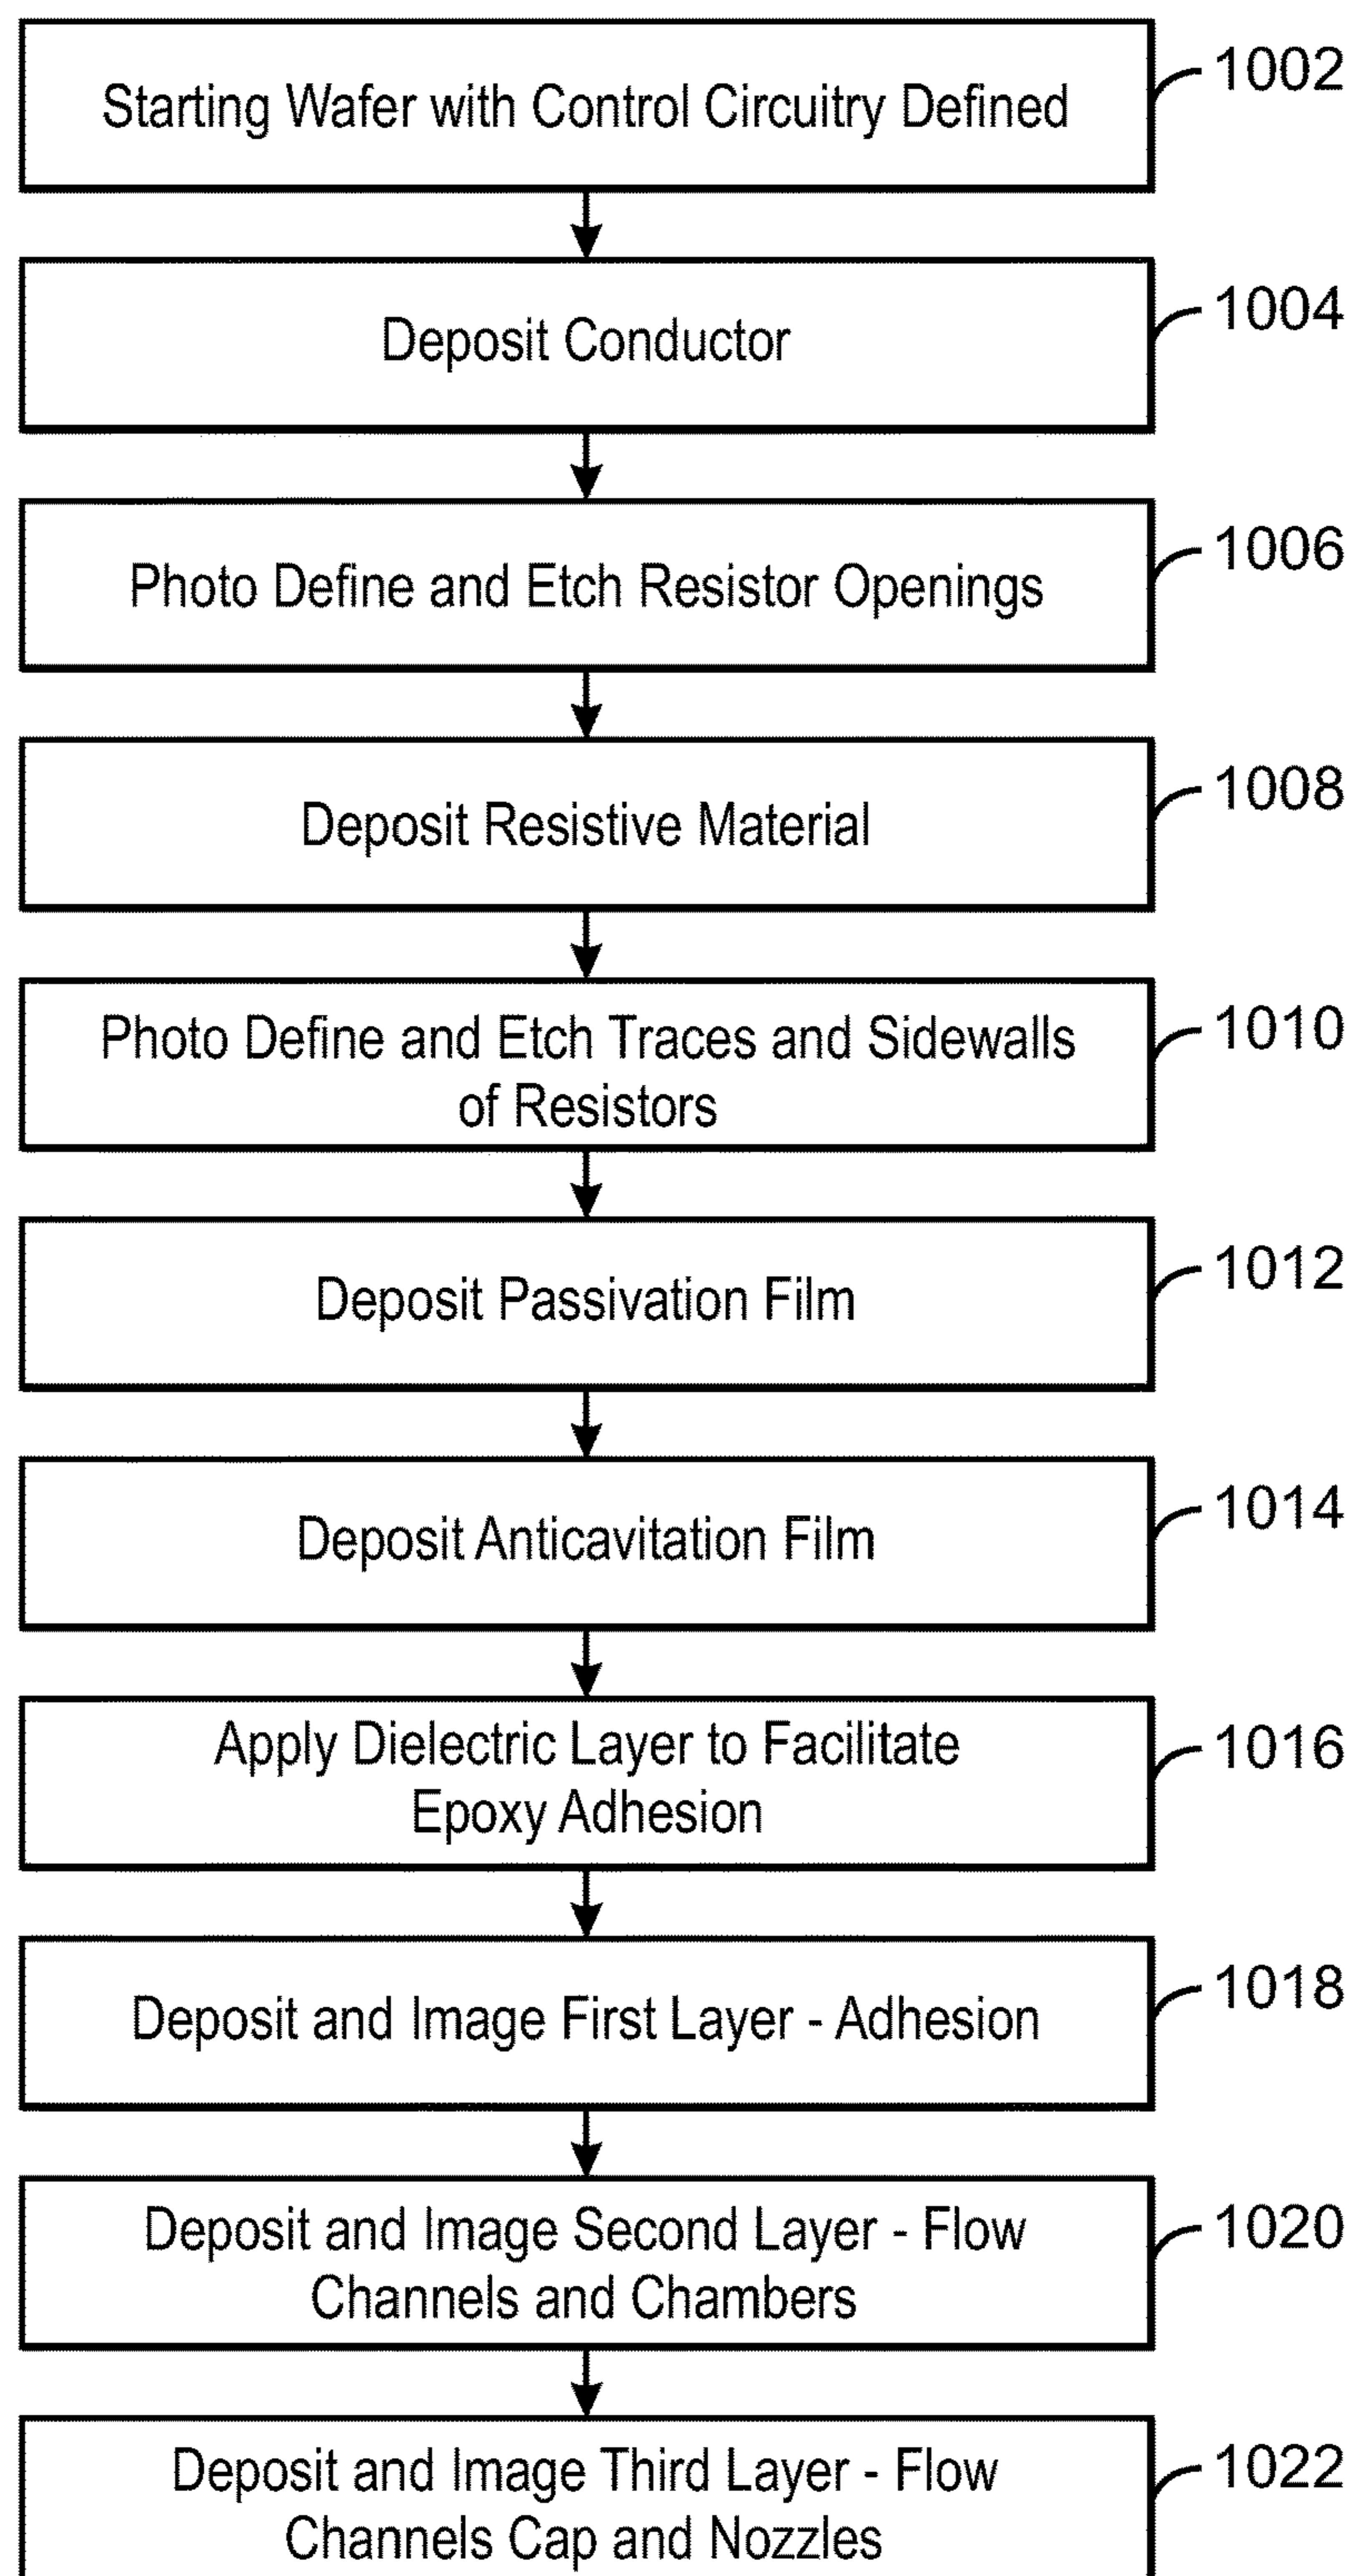 Starting Wafer with Control Circuitry Defined
1002
Deposit Conductor
1004
Photo Define and Etch Resistor Openings
1006
Deposit Resistive Material
1008
Photo Define and Etch Traces and Sidewalls
of Resistors
1010
Deposit Passivation Film
1012
Deposit Anticavitation Film
1014
Apply Dielectric Layer to Facilitate
Epoxy Adhesion
1016
Deposit and Image First Layer - Adhesion
1018
Deposit and Image Second Layer - Flow
Channels and Chambers
1020
Deposit and Image Third Layer - Flow
Channels Cap and Nozzles
1022